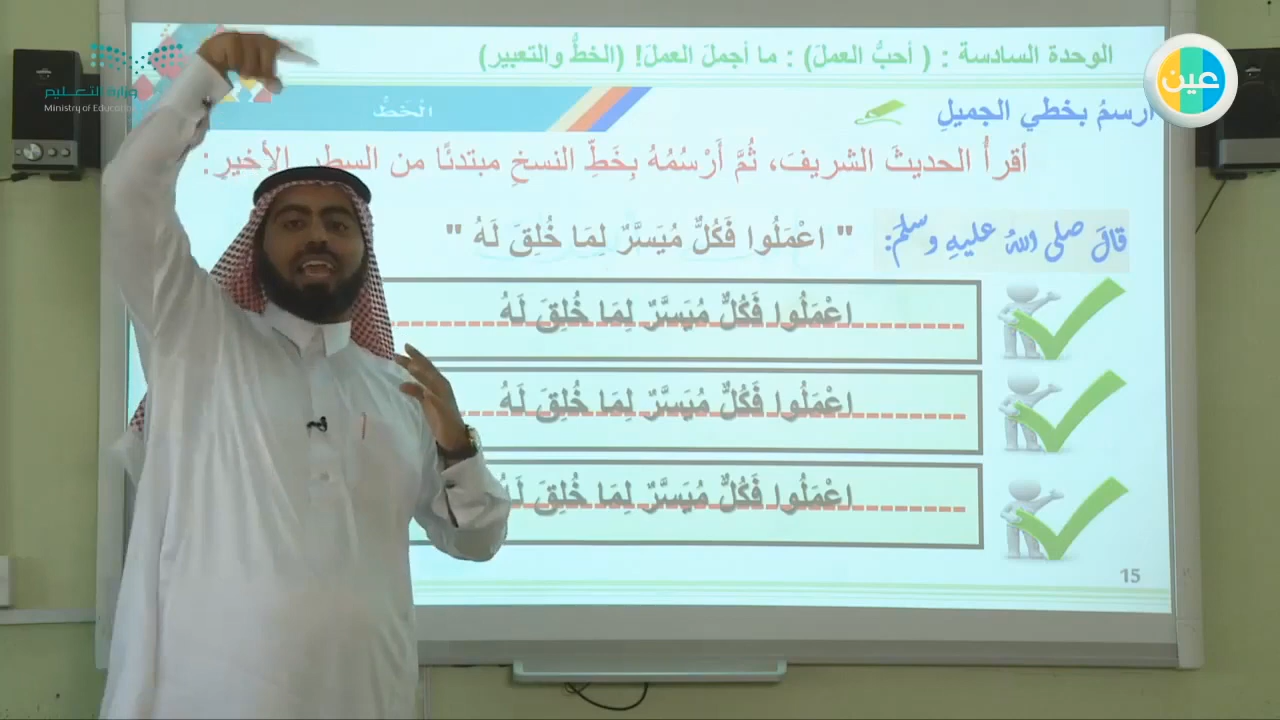 الوحدة السادسة : ( أحبُّ العملَ) : ما أجملَ العملَ! (الخطُّ والتعبير)
عين
وزارة التعليم
Ministry of Education
الْخَطُّ
أرسمُ بخطي الجميلِ
أقرأُ الحديثَ الشريفَ، ثُمَّ أَرْسُمُهُ بِخَطِّ النسخِ مبتدئًا من السطرِ الأخيرِ:
قالَ صلى اللهُ عليهِ وسلمَ: " اعْمَلُوا فَكُلٌّ مُيَسَّرٌ لِمَا خُلِقَ لَهُ "
اعْمَلُوا فَكُلٌّ مُيَسَّرٌ لِمَا خُلِقَ لَهُ
اعْمَلُوا فَكُلٌّ مُيَسَّرٌ لِمَا خُلِقَ لَهُ
اعْمَلُوا فَكُلٌّ مُيَسَّرٌ لِمَا خُلِقَ لَهُ
15